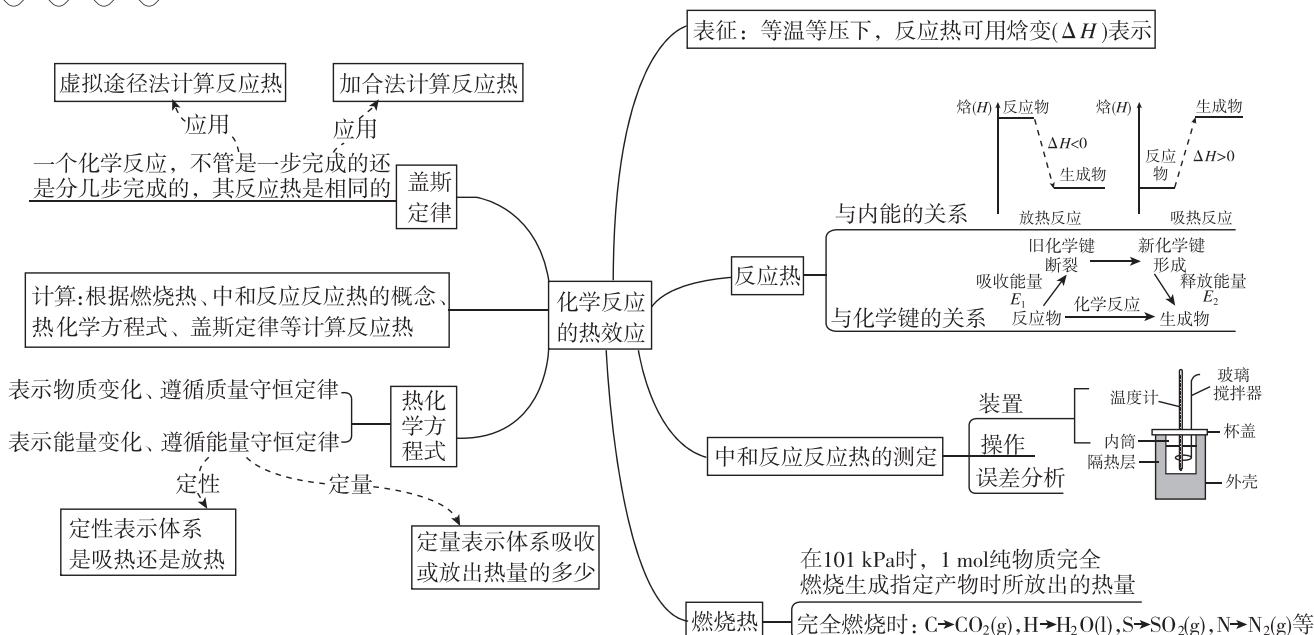 表征：等温等压下，反应热可用焓变(ΔH)表示
虚拟途径法计算反应热
加合法计算反应热
应用
应用
一个化学反应，不管是一步完成的还
是分几步完成的，其反应热是相同的
盖斯
定律
计算:根据燃烧热、中和反应反应热的概念、
热化学方程式、盖斯定律等计算反应热
表示物质变化、遵循质量守恒定律
表示能量变化、遵循能量守恒定律
热化
学方
程式
定性
定量
定性表示体系
是吸热还是放热
定量表示体系吸收
或放出热量的多少
化学反应
的热效应
反应热
与内能的关系
焓(H)
反应物
ΔH<0
生成物
放热反应
焓(H)
生成物
反应
物
ΔH>0
吸热反应
与化学键的关系
旧化学键
断裂
新化学键
形成
吸收能量
E₁
释放能量
E₂
反应物
化学反应
生成物
中和反应反应热的测定
装置
操作
误差分析
温度计
玻璃
搅拌器
杯盖
内筒
隔热层
外壳
燃烧热
在101 kPa时，1 mol纯物质完全
燃烧生成指定产物时所放出的热量
完全燃烧时：C→CO₂(g),H→H₂O(l),S→SO₂(g),N→N₂(g)等